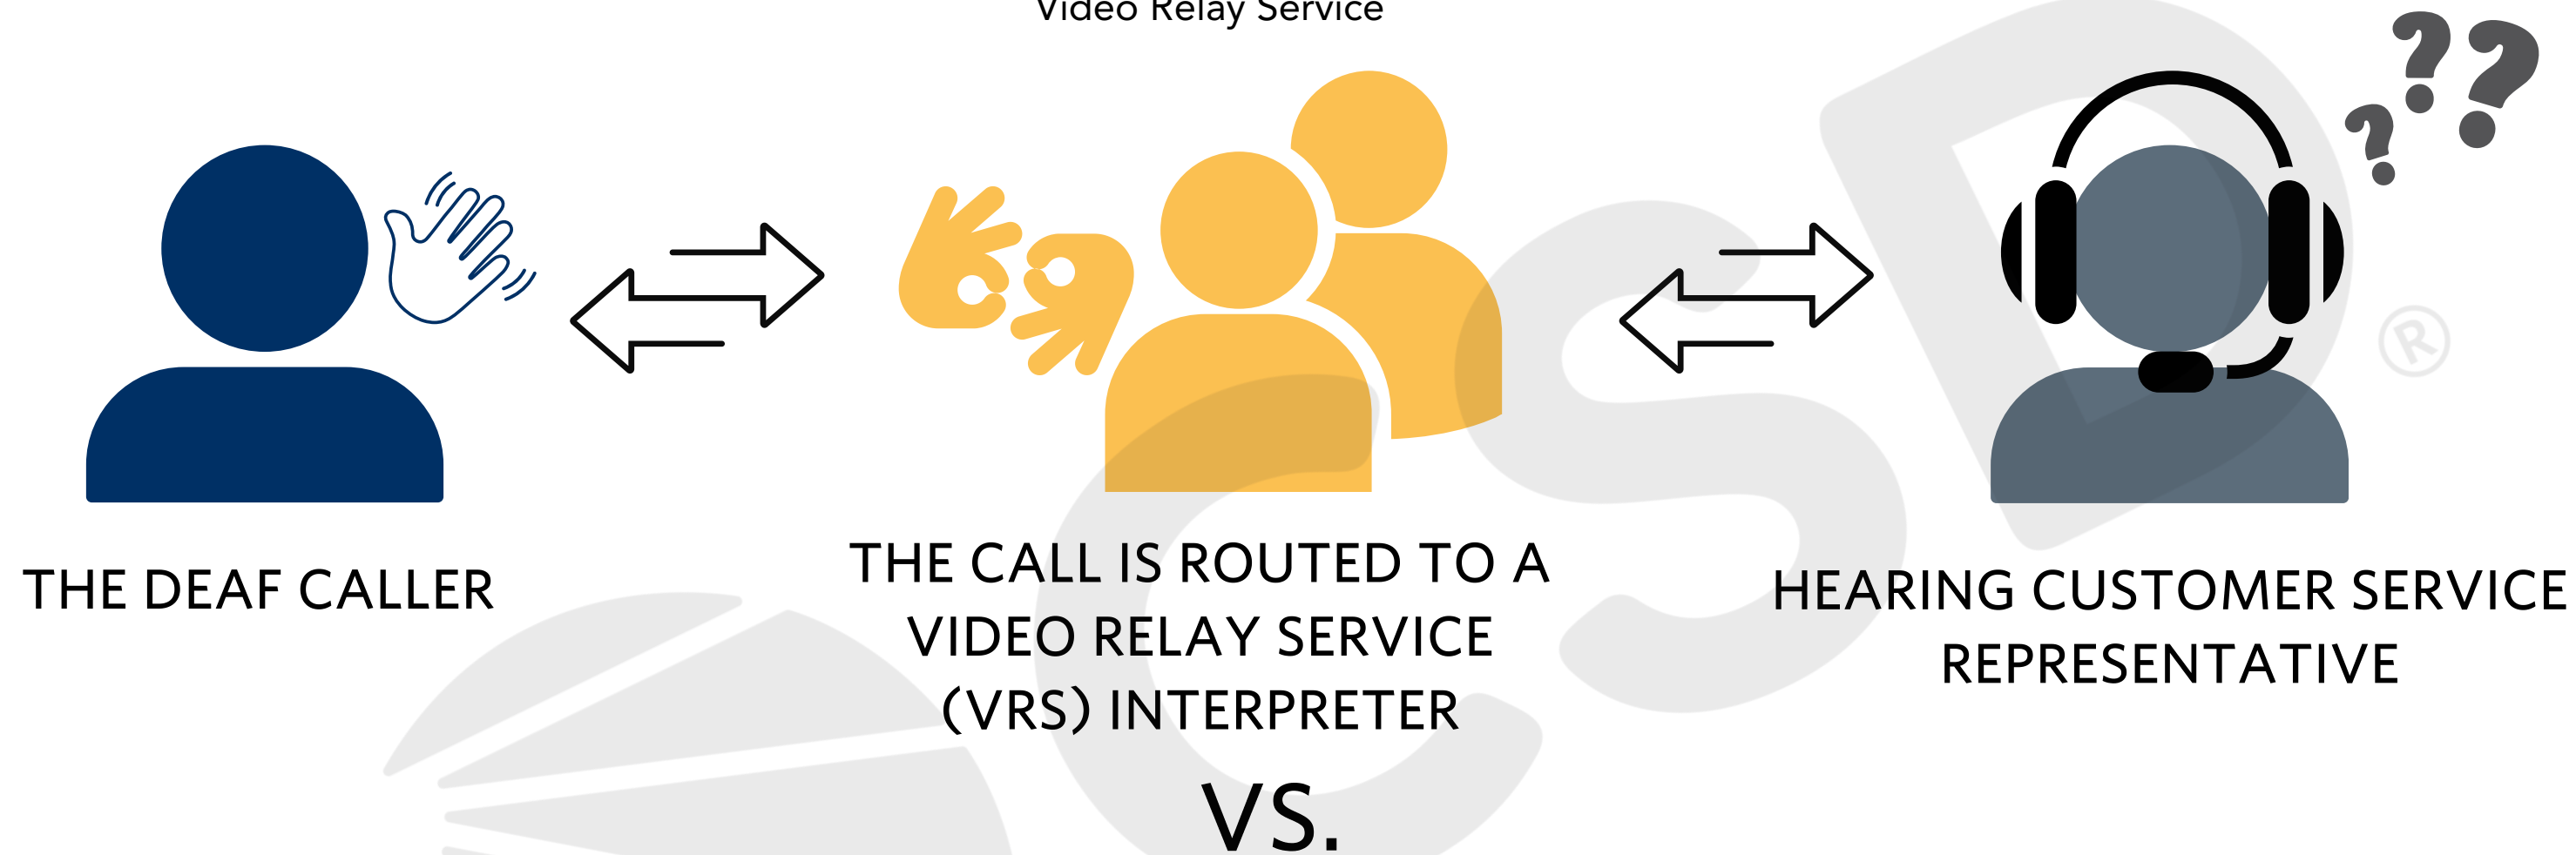 Video Relay Service
???
CSD®
THE DEAF CALLER
THE CALL IS ROUTED TO A
VIDEO RELAY SERVICE
(VRS) INTERPRETER
HEARING CUSTOMER SERVICE
REPRESENTATIVE
VS.